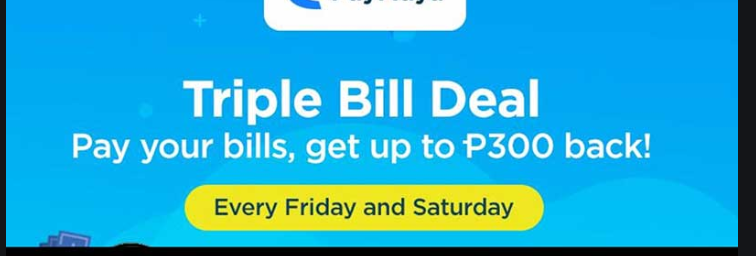 Triple Bill Deal
Pay your bills, get up to ₱300 back!
Every Friday and Saturday